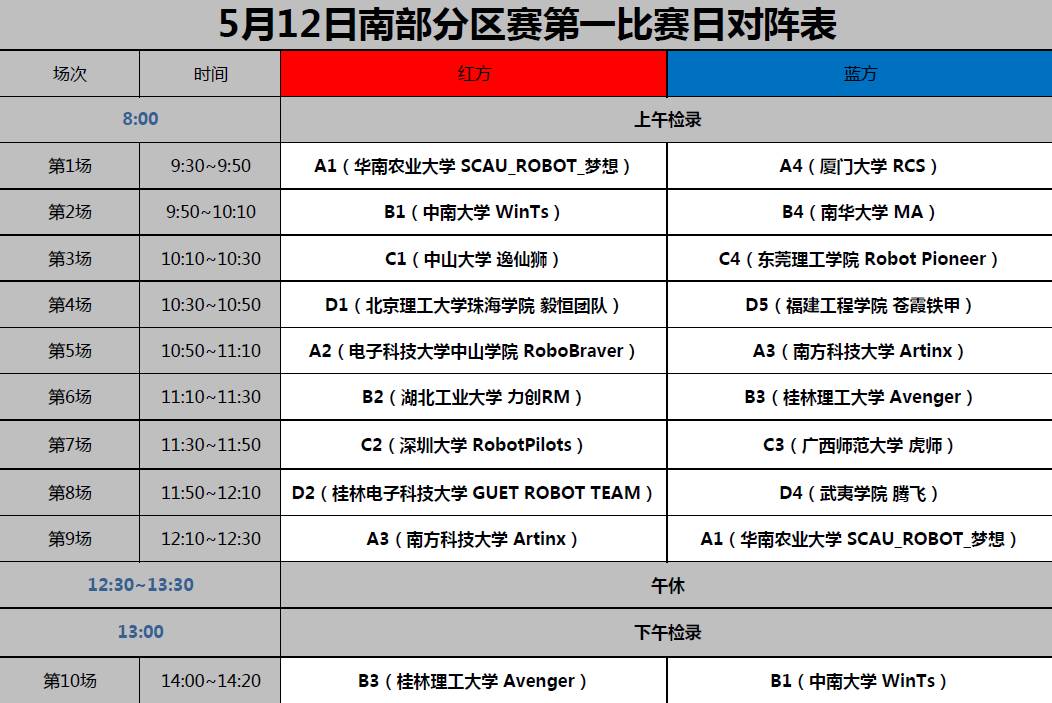 5月12日南部分区赛第一比赛日对阵表
场次 时间 红方 蓝方
8:00 上午检录
第1场 9:30~9:50 A1（华南农业大学 SCAU_ROBOT_梦想） A4（厦门大学 RCS）
第2场 9:50~10:10 B1（中南大学 WinTs） B4（南华大学 MA）
第3场 10:10~10:30 C1（中山大学 逸仙狮） C4（东莞理工学院 Robot Pioneer）
第4场 10:30~10:50 D1（北京理工大学珠海学院 毅恒团队） D5（福建工程学院 苍霞铁甲）
第5场 10:50~11:10 A2（电子科技大学中山学院 RoboBraver） A3（南方科技大学 Artinx）
第6场 11:10~11:30 B2（湖北工业大学 力创RM） B3（桂林理工大学 Avenger）
第7场 11:30~11:50 C2（深圳大学 RobotPilots） C3（广西师范大学 虎师）
第8场 11:50~12:10 D2（桂林电子科技大学 GUET ROBOT TEAM） D4（武夷学院 腾飞）
第9场 12:10~12:30 A3（南方科技大学 Artinx） A1（华南农业大学 SCAU_ROBOT_梦想）
12:30~13:30 午休
13:00 下午检录
第10场 14:00~14:20 B3（桂林理工大学 Avenger） B1（中南大学 WinTs）